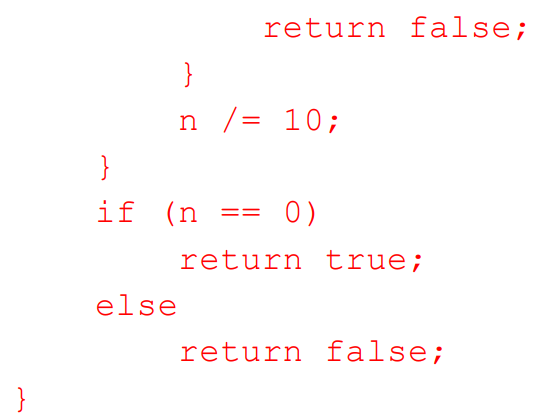 return false;
        }
        n /= 10;
    }
    if (n == 0)
        return true;
    else
        return false;
}